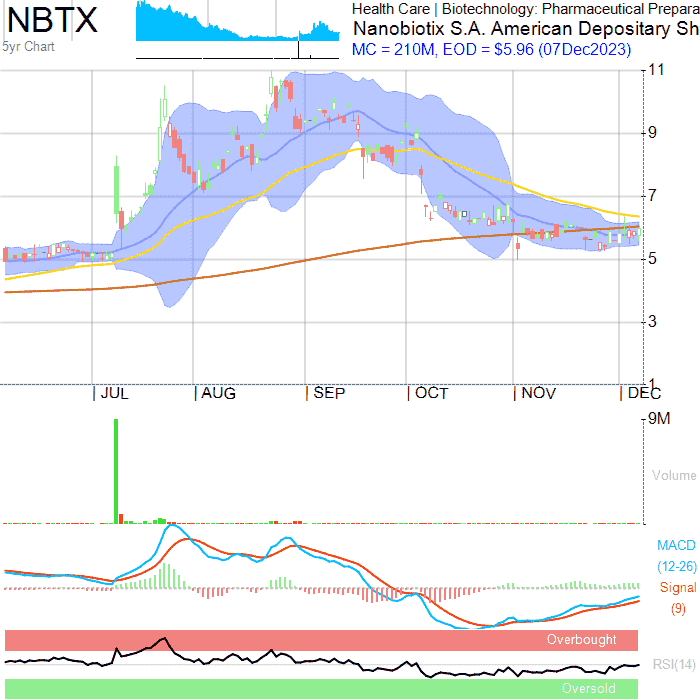 NBTX
5yr Chart
Health Care | Biotechnology: Pharmaceutical Prepara
Nanobiotix S.A. American Depositary Sh
MC = 210M, EOD = $5.96 (07Dec2023)
11
9
7
5
3
1
| JUL | AUG | SEP | OCT | NOV | DEC
9M
Volume
MACD
(12-26)
Signal
(9)
Overbought
RSI(14)
Oversold